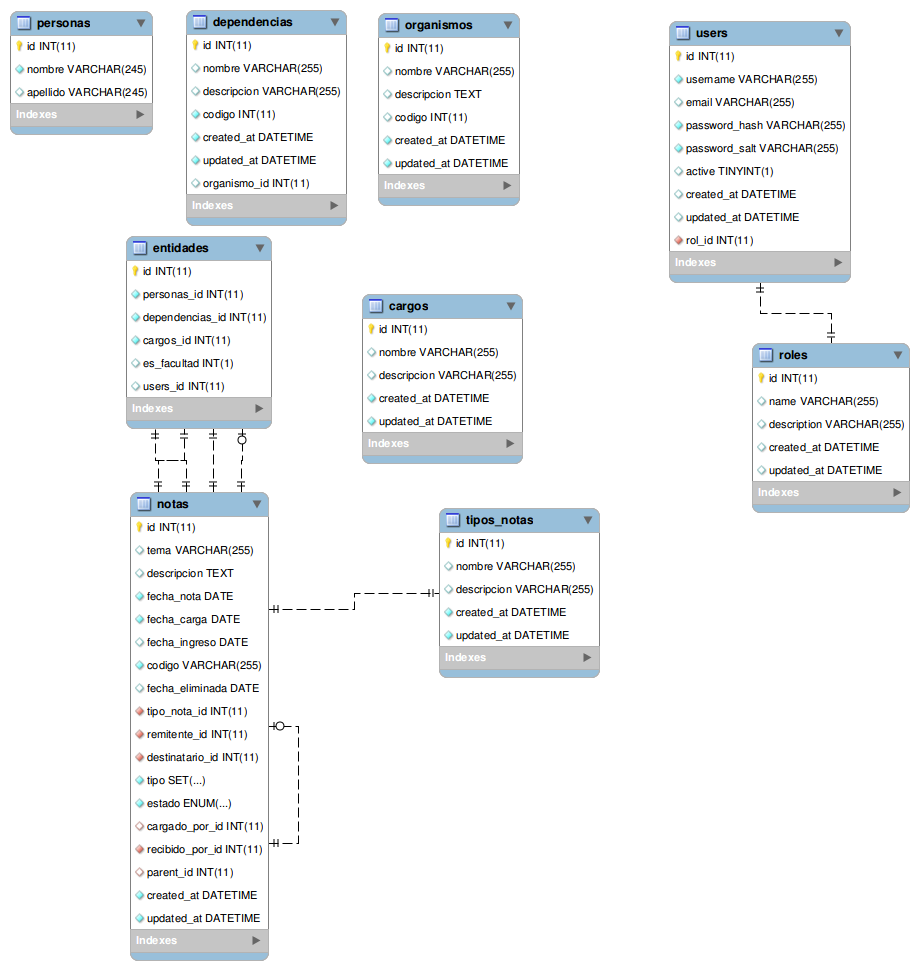 personas
id INT(11)
nombre VARCHAR(245)
apellido VARCHAR(245)
Indexes
dependencias
id INT(11)
nombre VARCHAR(255)
descripcion VARCHAR(255)
codigo INT(11)
created_at DATETIME
updated_at DATETIME
organismo_id INT(11)
Indexes
organismos
id INT(11)
nombre VARCHAR(255)
descripcion TEXT
codigo INT(11)
created_at DATETIME
updated_at DATETIME
Indexes
users
id INT(11)
username VARCHAR(255)
email VARCHAR(255)
password_hash VARCHAR(255)
password_salt VARCHAR(255)
active TINYINT(1)
created_at DATETIME
updated_at DATETIME
rol_id INT(11)
Indexes
entidades
id INT(11)
personas_id INT(11)
dependencias_id INT(11)
cargos_id INT(11)
es_facultad INT(1)
users_id INT(11)
Indexes
cargos
id INT(11)
nombre VARCHAR(255)
descripcion VARCHAR(255)
created_at DATETIME
updated_at DATETIME
Indexes
roles
id INT(11)
name VARCHAR(255)
description VARCHAR(255)
created_at DATETIME
updated_at DATETIME
Indexes
notas
id INT(11)
tema VARCHAR(255)
descripcion TEXT
fecha_nota DATE
fecha_carga DATE
fecha_ingreso DATE
codigo VARCHAR(255)
fecha_eliminada DATE
tipo_nota_id INT(11)
remitente_id INT(11)
destinatario_id INT(11)
tipo SET(...)
estado ENUM(...)
cargado_por_id INT(11)
recibido_por_id INT(11)
parent_id INT(11)
created_at DATETIME
updated_at DATETIME
Indexes
tipos_notas
id INT(11)
nombre VARCHAR(255)
descripcion VARCHAR(255)
created_at DATETIME
updated_at DATETIME
Indexes